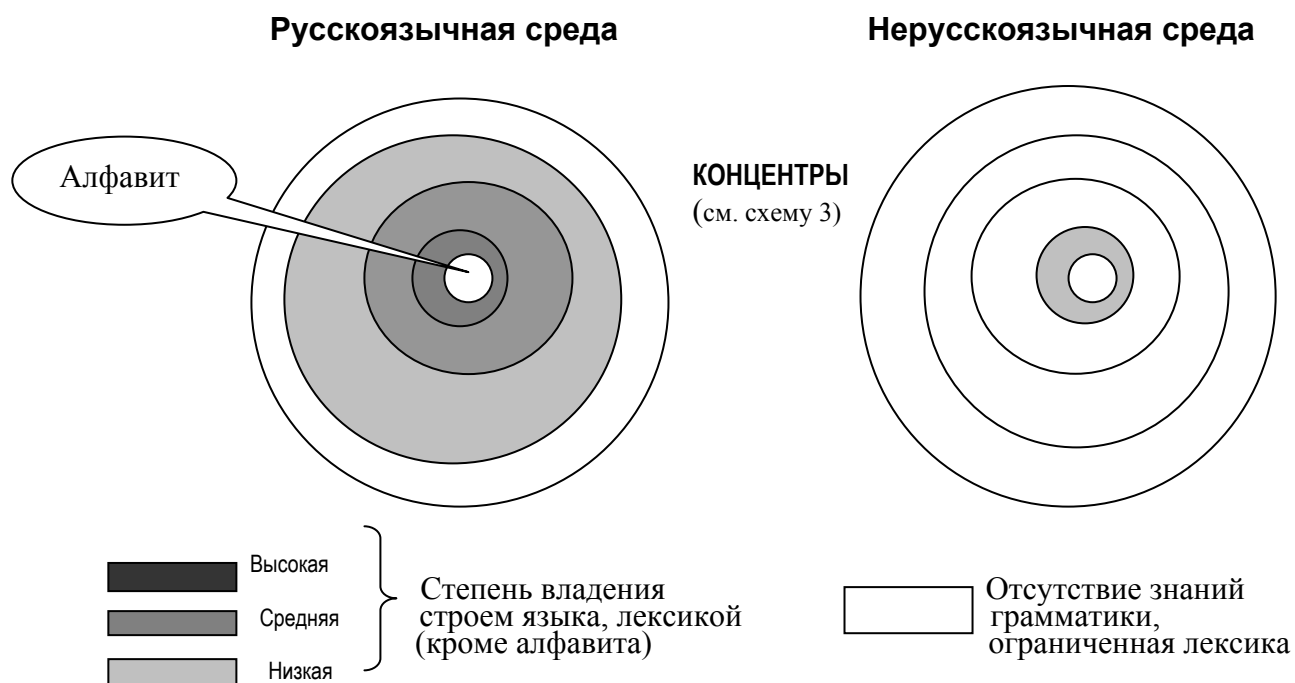 Русскоязычная среда
Нерусскоязычная среда
Алфавит
КОНЦЕНТРЫ
(см. схему 3)
Высокая
Средняя
Низкая
Степень владения
строем языка, лексикой
(кроме алфавита)
Отсутствие знаний
грамматики,
ограниченная лексика